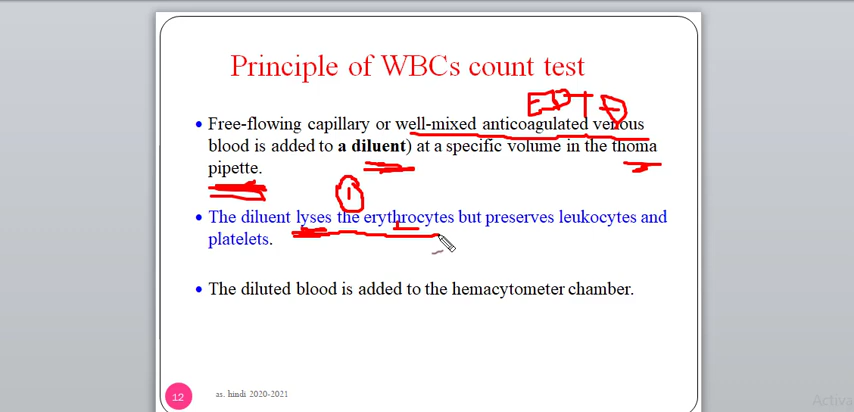 Principle of WBCs count test
• Free-flowing capillary or well-mixed anticoagulated venous
blood is added to a diluent) at a specific volume in the thoma
pipette.
1
• The diluent lyses the erythrocytes but preserves leukocytes and
platelets.
• The diluted blood is added to the hemacytometer chamber.
12
as. hindi 2020-2021
Activa